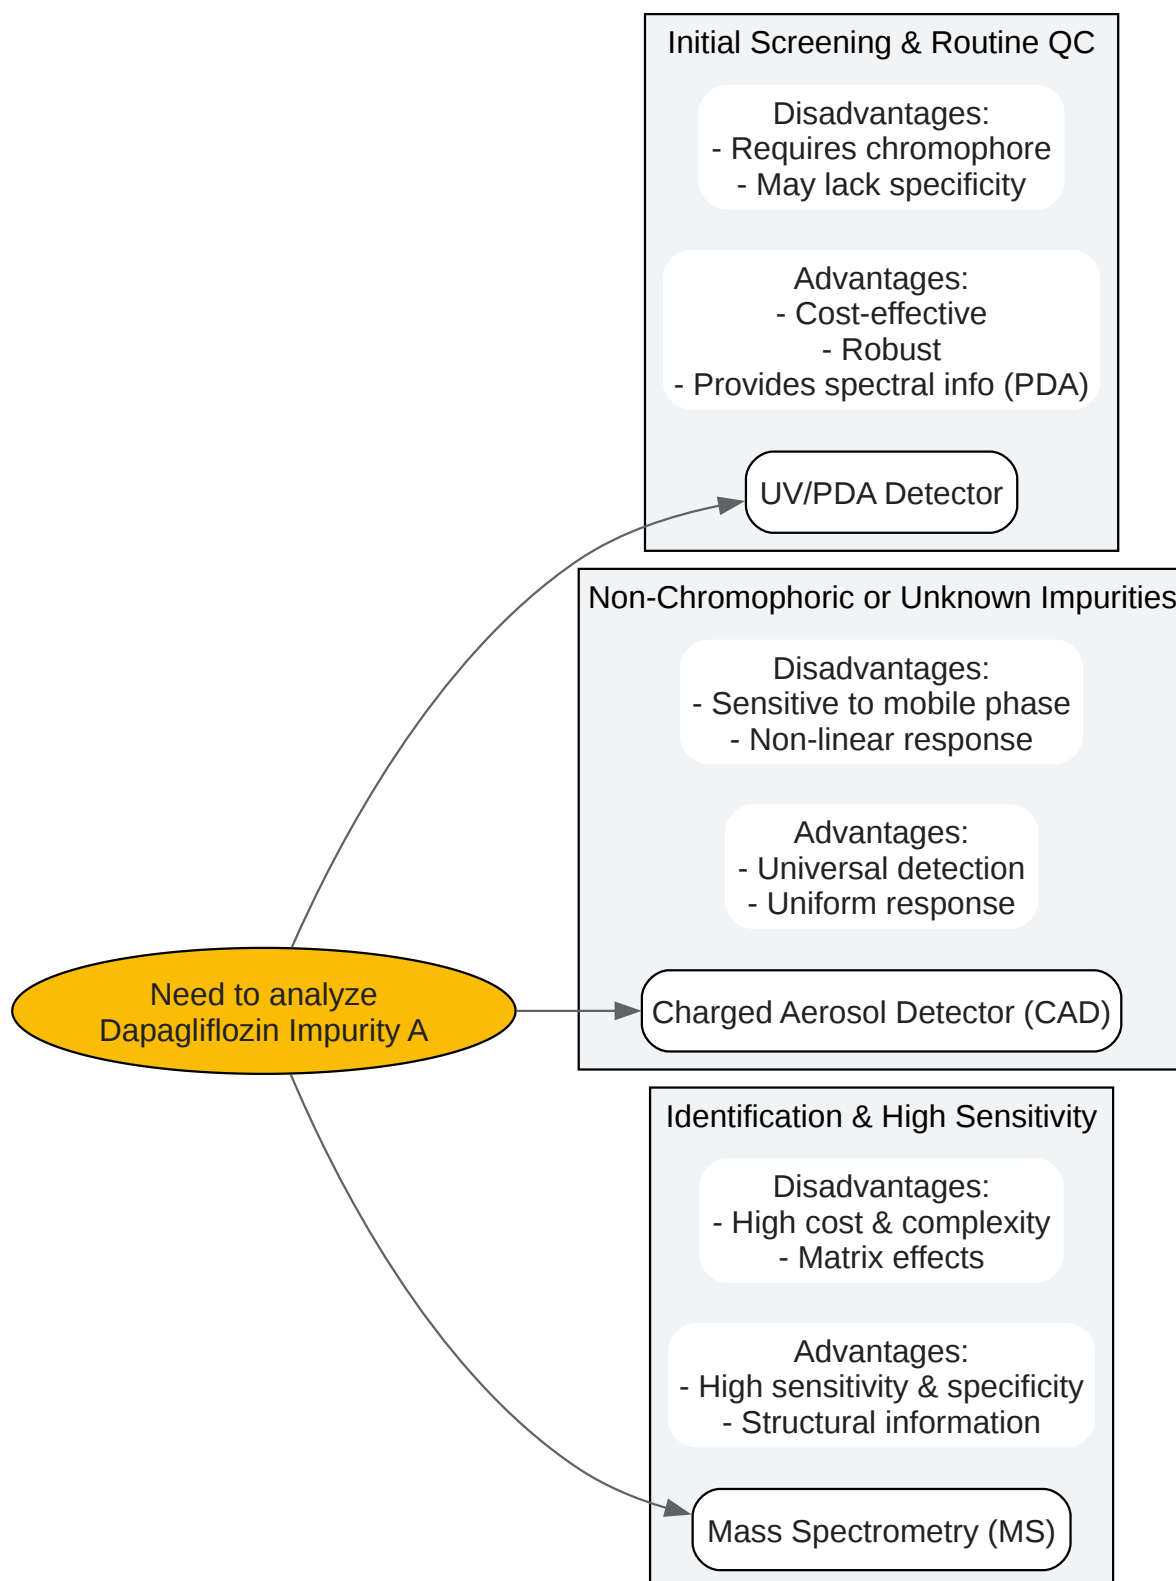 Initial Screening & Routine QC
Disadvantages:
- Requires chromophore
- May lack specificity
Advantages:
- Cost-effective
- Robust
- Provides spectral info (PDA)
UV/PDA Detector
Non-Chromophoric or Unknown Impurities
Disadvantages:
- Sensitive to mobile phase
- Non-linear response
Advantages:
- Universal detection
- Uniform response
Need to analyze
Dapagliflozin Impurity A
Charged Aerosol Detector (CAD)
Identification & High Sensitivity
Disadvantages:
- High cost & complexity
- Matrix effects
Advantages:
- High sensitivity & specificity
- Structural information
Mass Spectrometry (MS)